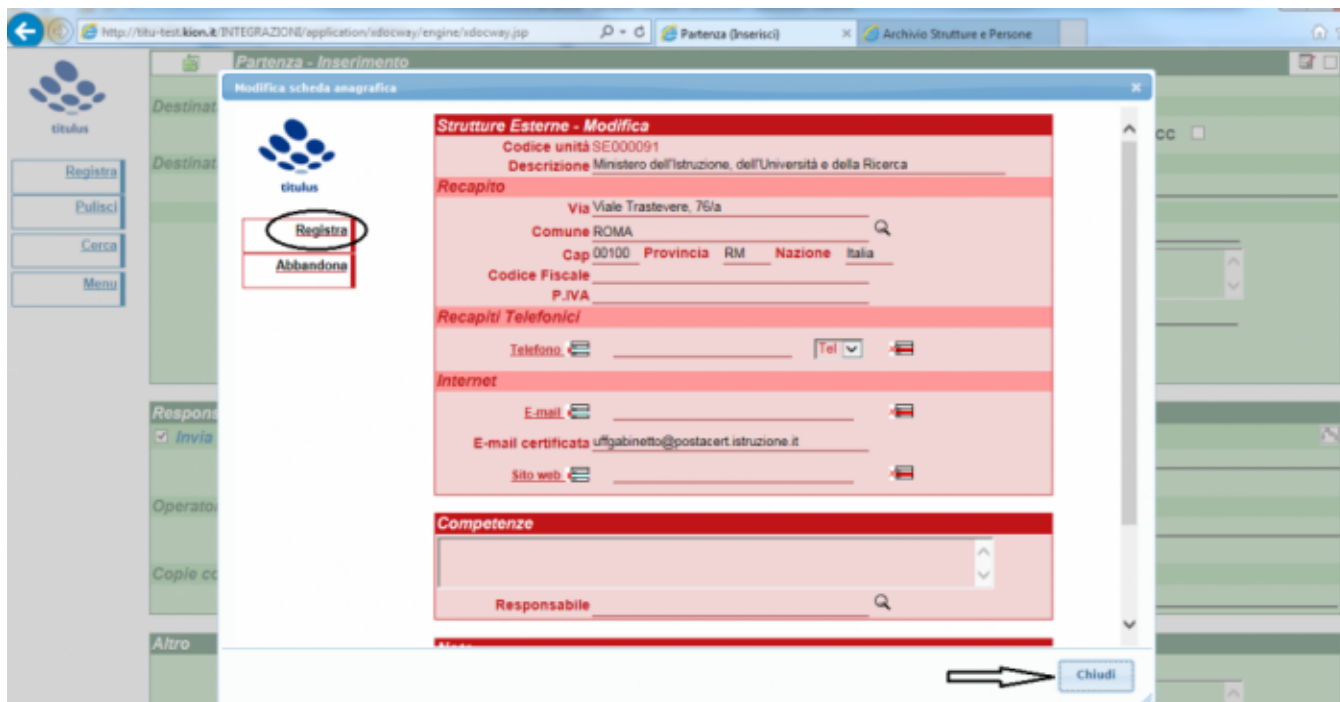 http://titu-test.kion.it/INTEGRAZIONI/application/xdocway/engine/xdocway.jsp
Partenza (Inserisci)
Archivio Strutture e Persone
titulus
Registra
Pulisci
Cerca
Menu
Partenza - Inserimento
Destinat
Destinat
cc
Respons
Invia
Operator
Copie co
Altro
Modifica scheda anagrafica
titulus
Registra
Abbandona
Strutture Esterne - Modifica
Codice unità SE000091
Descrizione Ministero dell'Istruzione, dell'Università e della Ricerca
Recapito
Via Viale Trastevere, 76/a
Comune ROMA
Cap 00100 Provincia RM Nazione Italia
Codice Fiscale
P.IVA
Recapiti Telefonici
Telefono Tel
Internet
E-mail
E-mail certificata uffgabinetto@postacert.istruzione.it
Sito web
Competenze
Responsabile
Chiudi